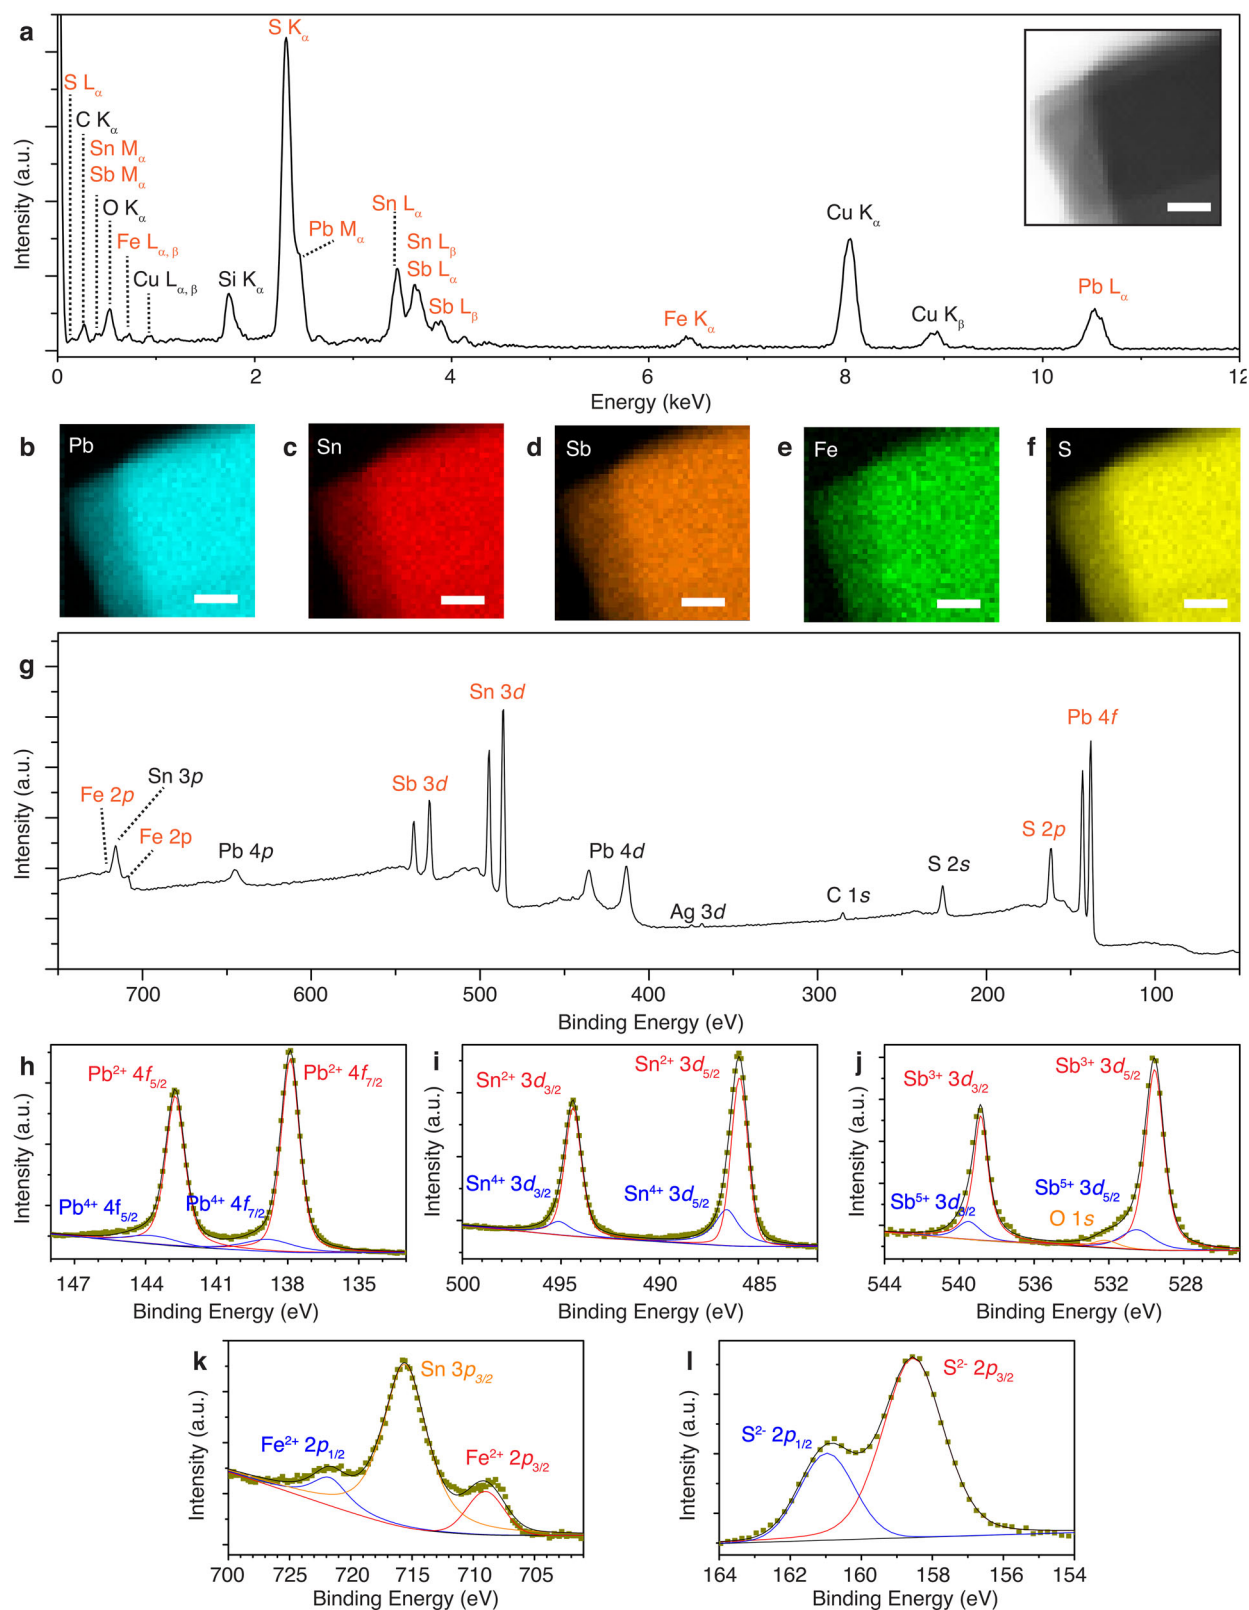 a
S Kα
S Lα
C Kα
Sn Mα
Sb Mα
O Kα
Fe Lα, β
Cu Lα, β
Si Kα
Pb Mα
Sn Lα
Sn Lβ
Sb Lα
Sb Lβ
Fe Kα
Cu Kα
Cu Kβ
Pb Lα
Intensity (a.u.)
0 2 4 6 8 10 12
Energy (keV)
b Pb
c Sn
d Sb
e Fe
f S
g
Fe 2p
Sn 3p
Fe 2p
Pb 4p
Sb 3d
Sn 3d
Pb 4d
Ag 3d
C 1s
S 2s
S 2p
Pb 4f
Intensity (a.u.)
700 600 500 400 300 200 100
Binding Energy (eV)
h
Pb2+ 4f5/2
Pb2+ 4f7/2
Pb4+ 4f5/2
Pb4+ 4f7/2
Intensity (a.u.)
147 144 141 138 135
Binding Energy (eV)
i
Sn2+ 3d3/2
Sn2+ 3d5/2
Sn4+ 3d3/2
Sn4+ 3d5/2
Intensity (a.u.)
500 495 490 485
Binding Energy (eV)
j
Sb3+ 3d3/2
Sb3+ 3d5/2
Sb5+ 3d3/2
Sb5+ 3d5/2
O 1s
Intensity (a.u.)
544 540 536 532 528
Binding Energy (eV)
k
Sn 3p3/2
Fe2+ 2p1/2
Fe2+ 2p3/2
Intensity (a.u.)
700 725 720 715 710 705
Binding Energy (eV)
l
S2- 2p3/2
S2- 2p1/2
Intensity (a.u.)
164 162 160 158 156 154
Binding Energy (eV)